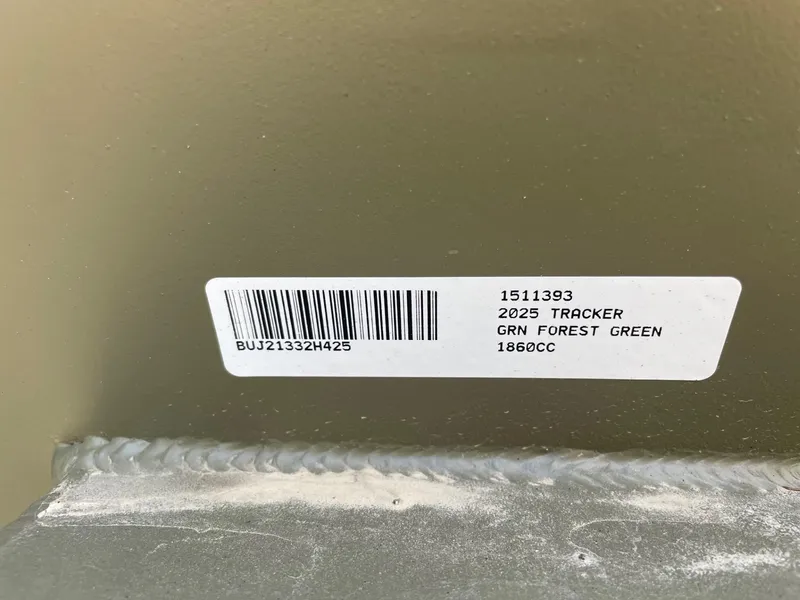 1511393
2025 TRACKER
GRN FOREST GREEN
1860CC
BUJ21332H425